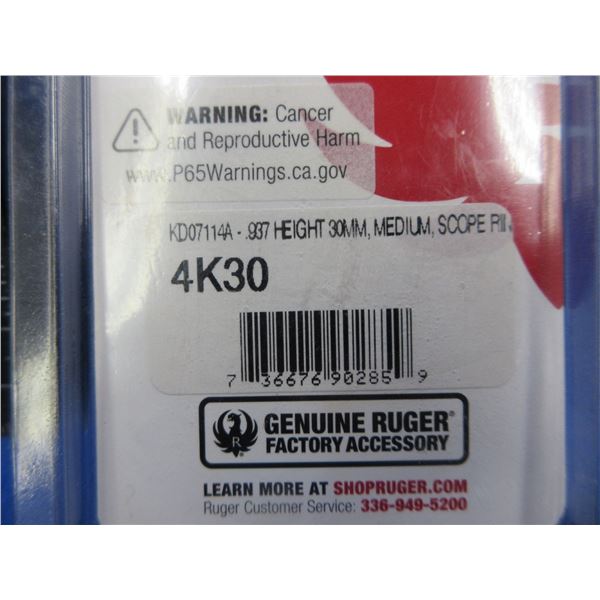 WARNING: Cancer
and Reproductive Harm
www.P65Warnings.ca.gov
KD07114A - .937 HEIGHT 30MM, MEDIUM, SCOPE
4K30
7 36676 90285 9
GENUINE RUGER®
FACTORY ACCESSORY
LEARN MORE AT SHOPRUGER.COM
Ruger Customer Service: 336-949-5200